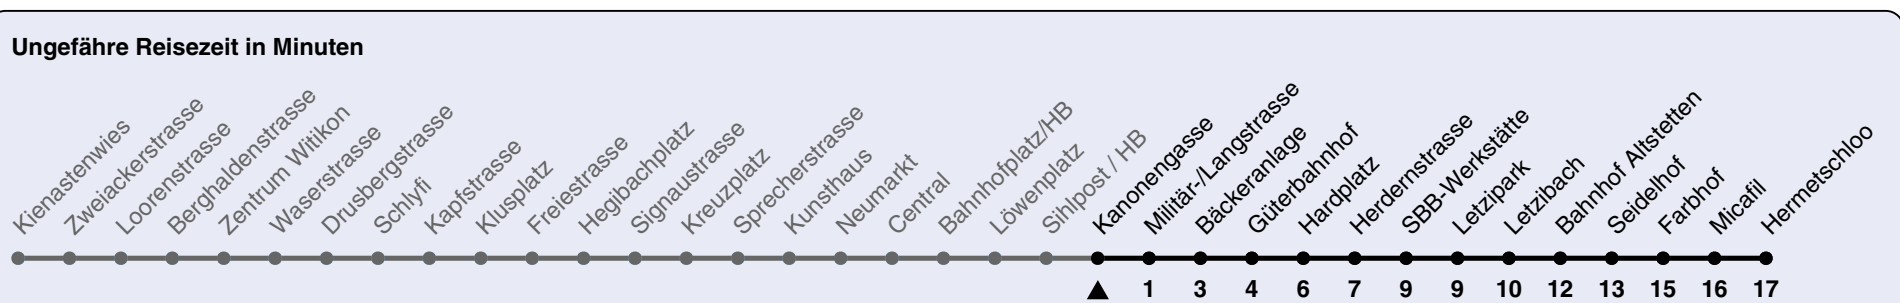 Ungefähre Reisezeit in Minuten
Kienastenwies
Zweiackerstrasse
Loorenstrasse
Berghaldenstrasse
Zentrum Witikon
Waserstrasse
Drusbergstrasse
Schlyfi
Kapfstrasse
Klusplatz
Freiestrasse
Hegibachplatz
Signaustrasse
Kreuzplatz
Sprecherstrasse
Kunsthaus
Neumarkt
Central
Bahnhofplatz/HB
Löwenplatz
Sihlpost / HB
Kanonengasse
Militär-/Langstrasse
Bäckeranlage
Güterbahnhof
Hardplatz
Herdernstrasse
SBB-Werkstätte
Letzipark
Letzibach
Bahnhof Altstetten
Seidelhof
Farbhof
Micafil
Hermetschloo
1 3 4 6 7 9 9 10 12 13 15 16 17